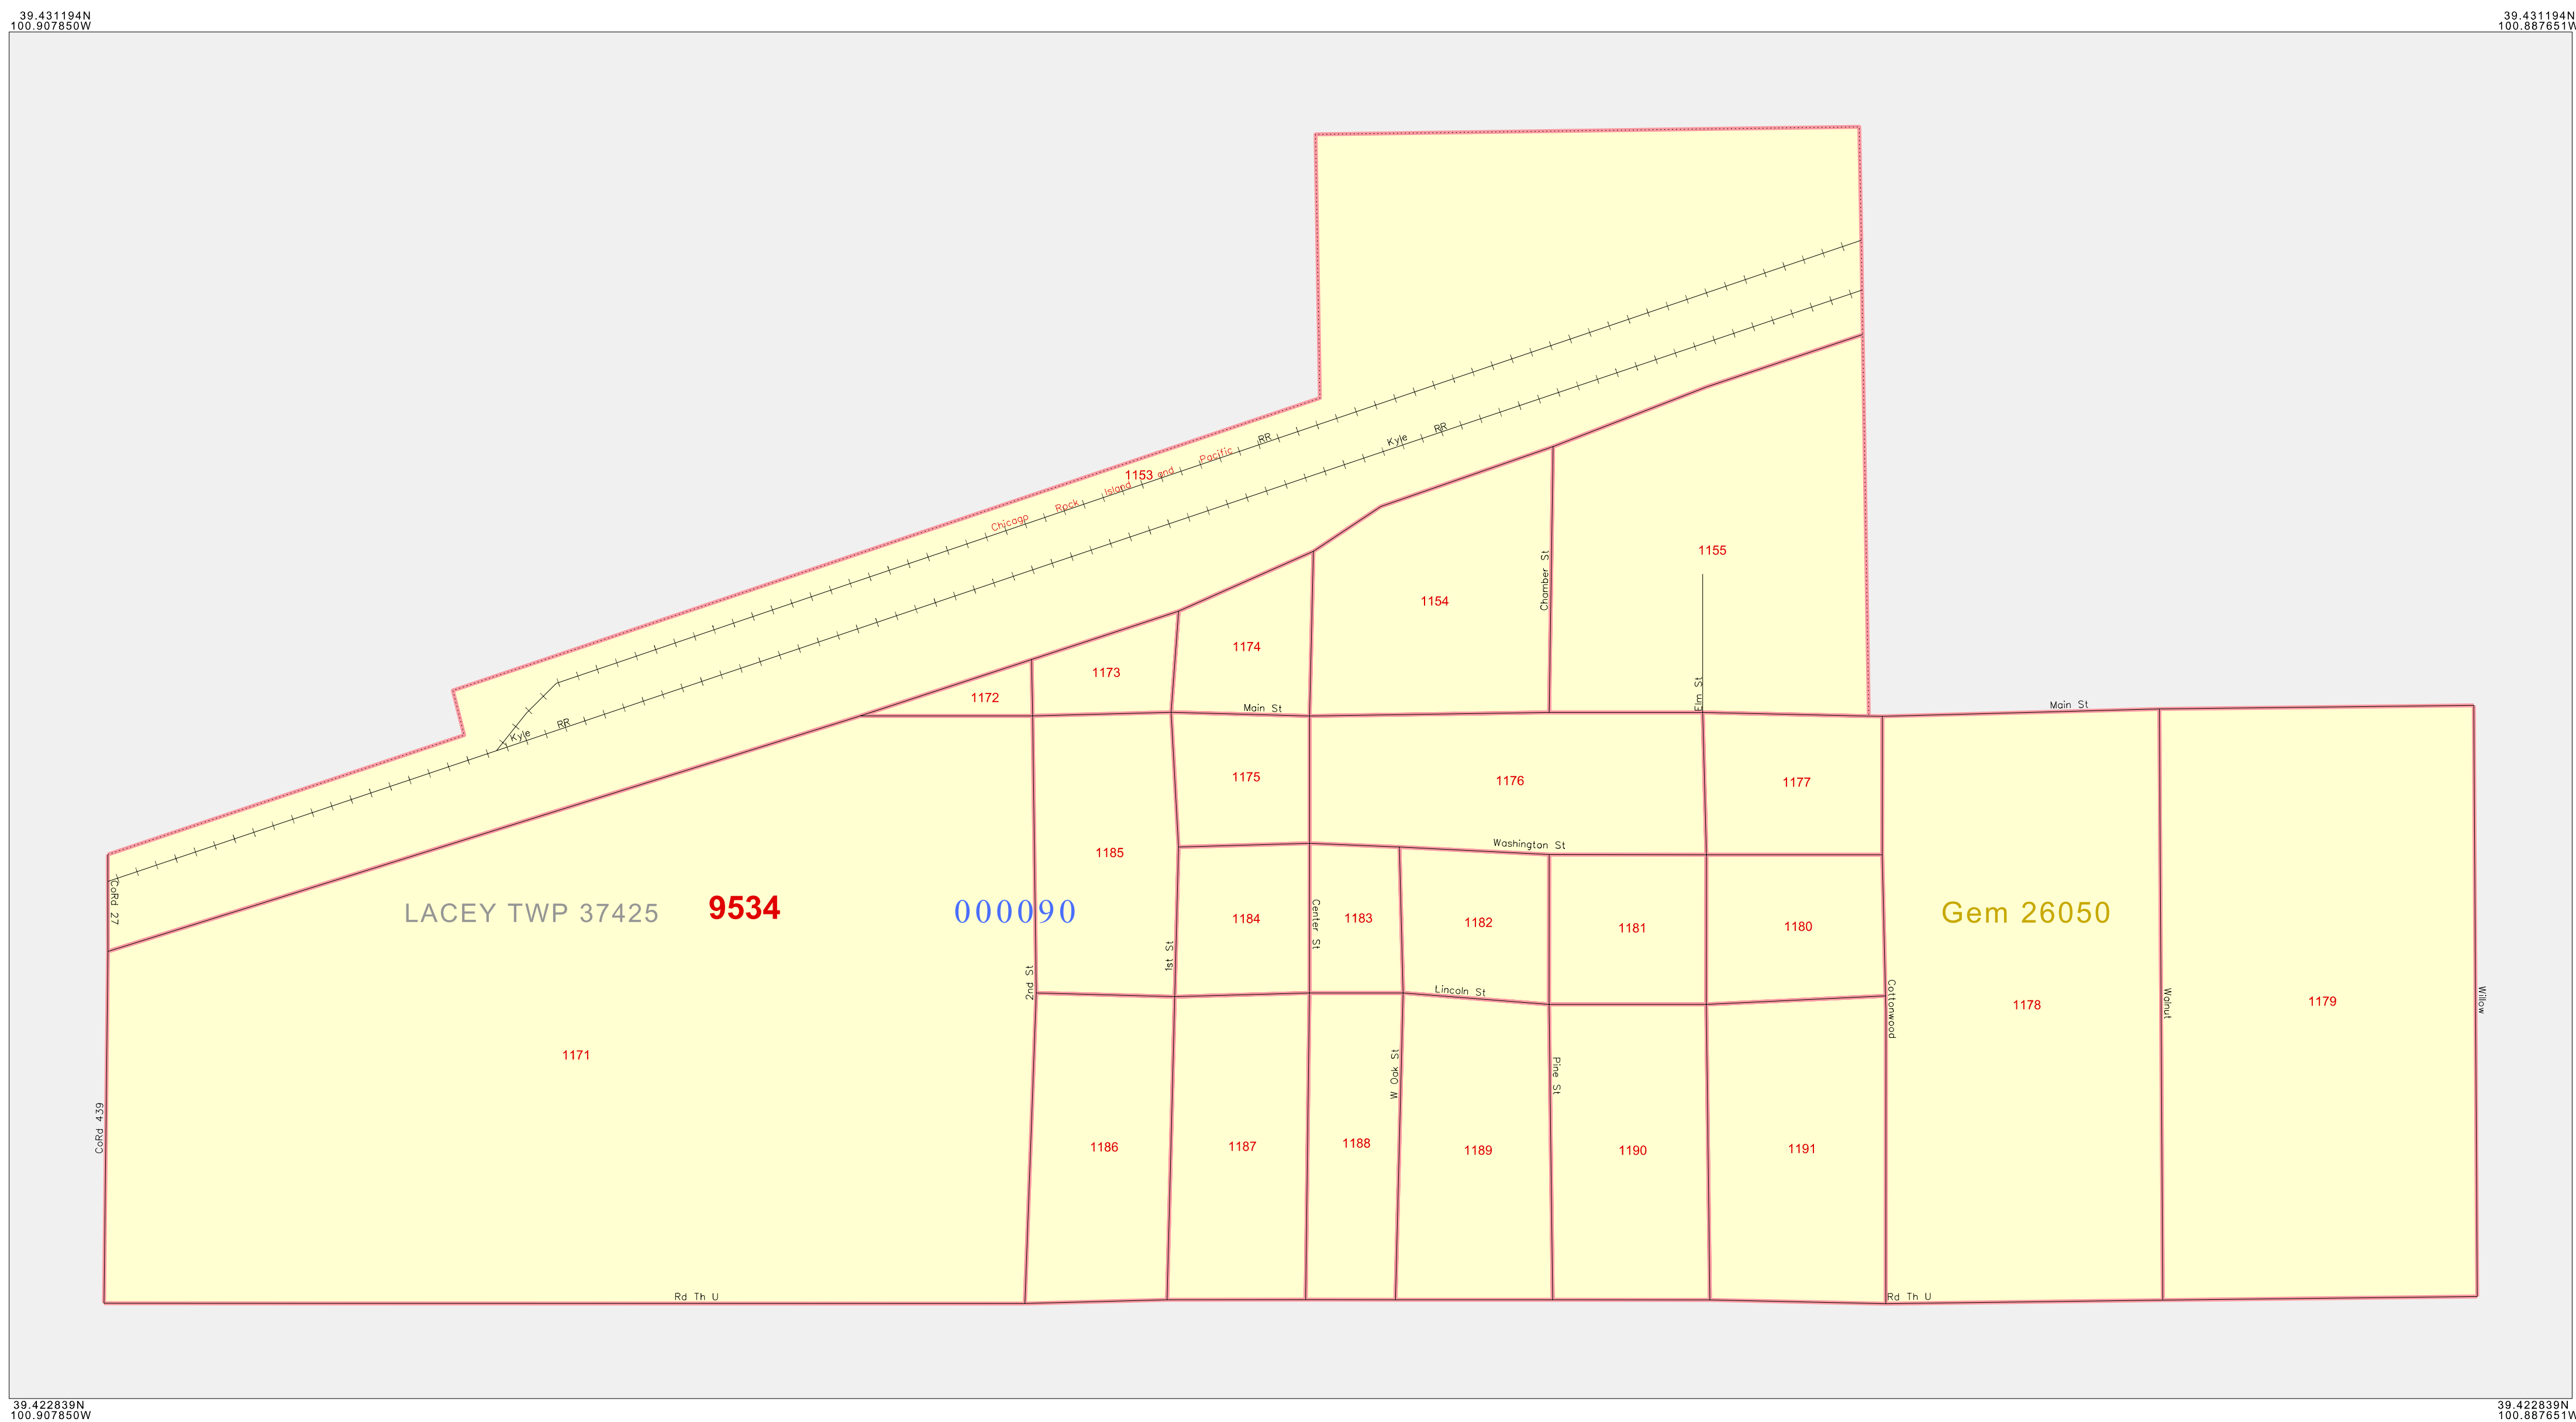 39.431194N
100.907850W
39.431194N
100.887651W
RR
Kyle RR
1153
Chicago Rock Island and Pacific
1155
Chamber St
1154
1174
1173
1172
Elm St
Main St
Main St
Kyle RR
1175
1176
1177
Washington St
1185
CoRd 27
LACEY TWP 37425
9534
000090
1184
Center St
1183
1182
1181
1180
Gem 26050
1st St
2nd St
Lincoln St
Cottonwood
1178
Walnut
1179
Willow
1171
W Oak St
Pine St
CoRd 439
1186
1187
1188
1189
1190
1191
Rd Th U
Rd Th U
39.422839N
100.907850W
39.422839N
100.887651W